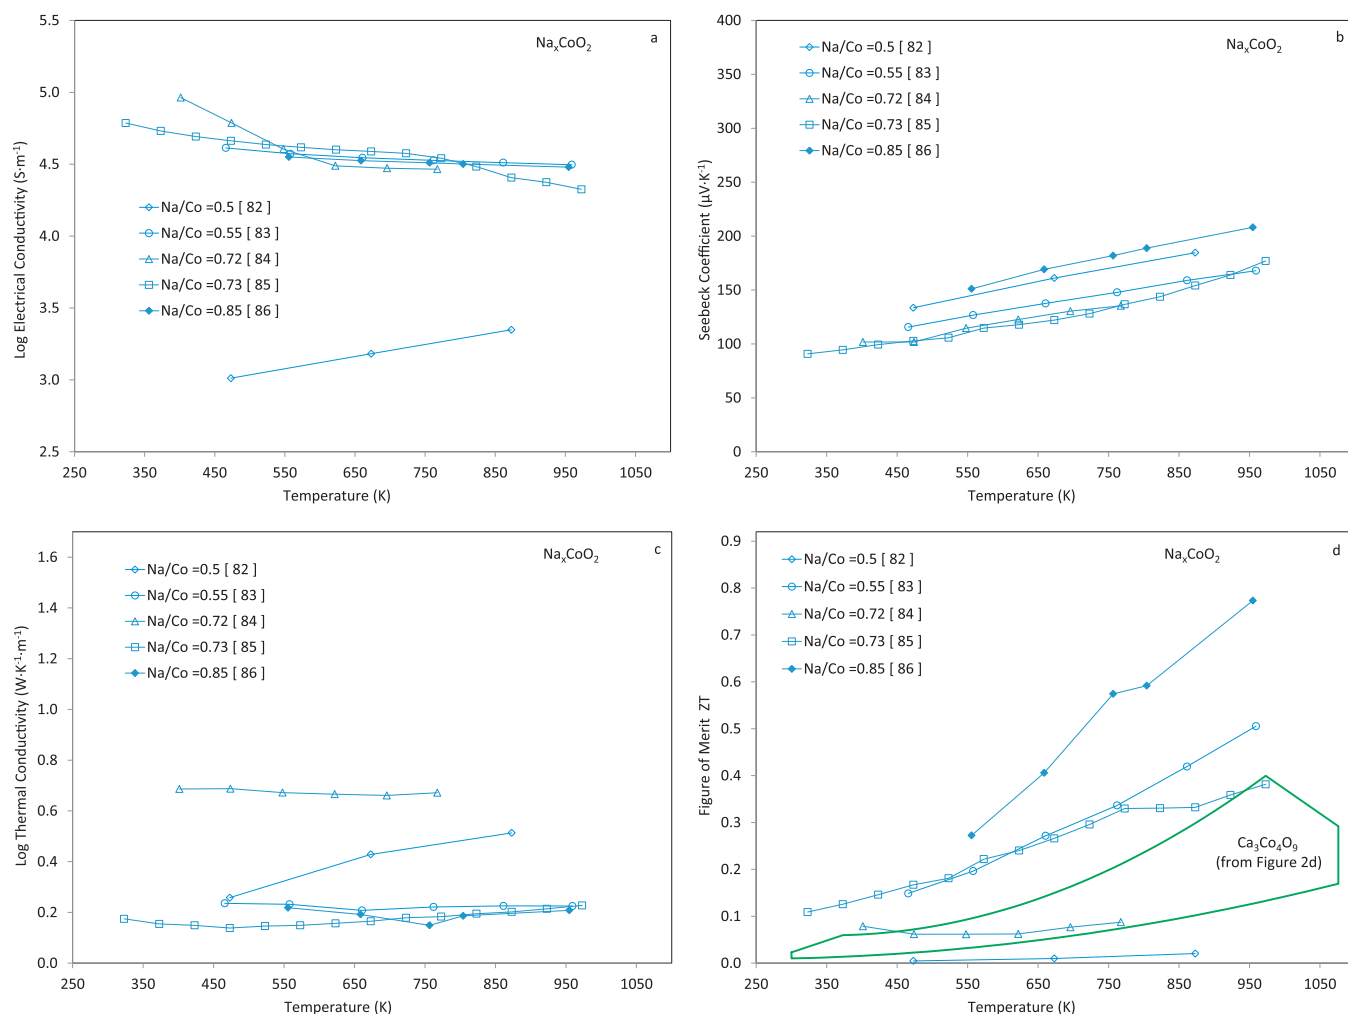 5.5
5.0
4.5
4.0
3.5
3.0
2.5
Log Electrical Conductivity (S·m⁻¹)
NaₓCoO₂
a
Na/Co =0.5 [ 82 ]
Na/Co =0.55 [ 83 ]
Na/Co =0.72 [ 84 ]
Na/Co =0.73 [ 85 ]
Na/Co=0.85 [ 86 ]
250 350 450 550 650 750 850 950 1050
Temperature (K)
400
350
300
250
200
150
100
50
0
Seebeck Coefficient (μV·K⁻¹)
Na/Co =0.5 [ 82 ]
Na/Co =0.55 [ 83 ]
Na/Co =0.72 [ 84 ]
Na/Co =0.73 [ 85 ]
Na/Co=0.85 [ 86 ]
NaₓCoO₂
b
250 350 450 550 650 750 850 950 1050
Temperature (K)
1.6
1.4
1.2
1.0
0.8
0.6
0.4
0.2
0.0
Log Thermal Conductivity (W·K⁻¹·m⁻¹)
NaₓCoO₂
c
Na/Co =0.5 [ 82 ]
Na/Co =0.55 [ 83 ]
Na/Co =0.72 [ 84 ]
Na/Co =0.73 [ 85 ]
Na/Co=0.85 [ 86 ]
250 350 450 550 650 750 850 950 1050
Temperature (K)
0.9
0.8
0.7
0.6
0.5
0.4
0.3
0.2
0.1
0.0
Figure of Merit ZT
Na/Co =0.5 [ 82 ]
Na/Co =0.55 [ 83 ]
Na/Co =0.72 [ 84 ]
Na/Co =0.73 [ 85 ]
Na/Co=0.85 [ 86 ]
NaₓCoO₂
d
Ca₃Co₄O₉
(from Figure 2d)
250 350 450 550 650 750 850 950 1050
Temperature (K)